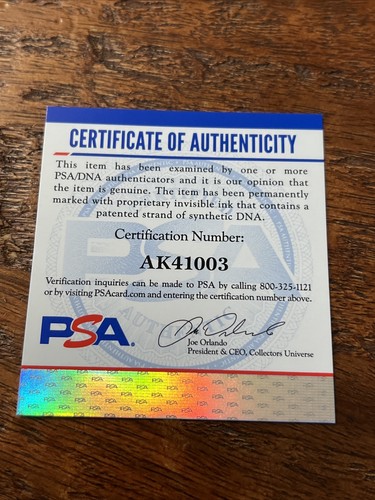 CERTIFICATE OF AUTHENTICITY
This item has been examined by one or more
PSA/DNA authenticators and it is our opinion that
the item is genuine. The item has been permanently
marked with proprietary invisible ink that contains a
patented strand of synthetic DNA.
Certification Number:
AK41003
Verification inquiries can be made to PSA by calling 800-325-1121
or by visiting PSAcard.com and entering the certification number above.
PSA®
Joe Orlando
President & CEO, Collectors Universe